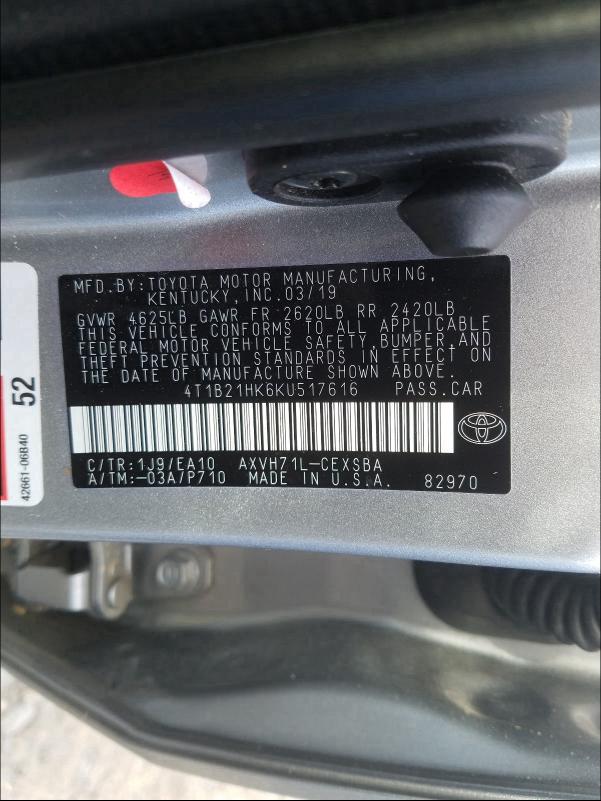 MFD.BY:TOYOTA MOTOR MANUFACTURING,
KENTUCKY,INC.03/19
GVWR 4625LB GAWR FR 2620LB RR 2420LB
THIS VEHICLE CONFORMS TO ALL APPLICABLE
FEDERAL MOTOR VEHICLE SAFETY,BUMPER,AND
THEFT PREVENTION STANDARDS IN EFFECT ON
THE DATE OF MANUFACTURE SHOWN ABOVE.
4T1B21HK6KU517616 PASS.CAR
C/TR:1J9/EA10 AXVH71L-CEXSBA
A/TM:-03A/P710 MADE IN U.S.A. 82970
52
42661-06840